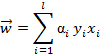 w⃗ = ∑_{i=1}^{l} α_i y_i x_i